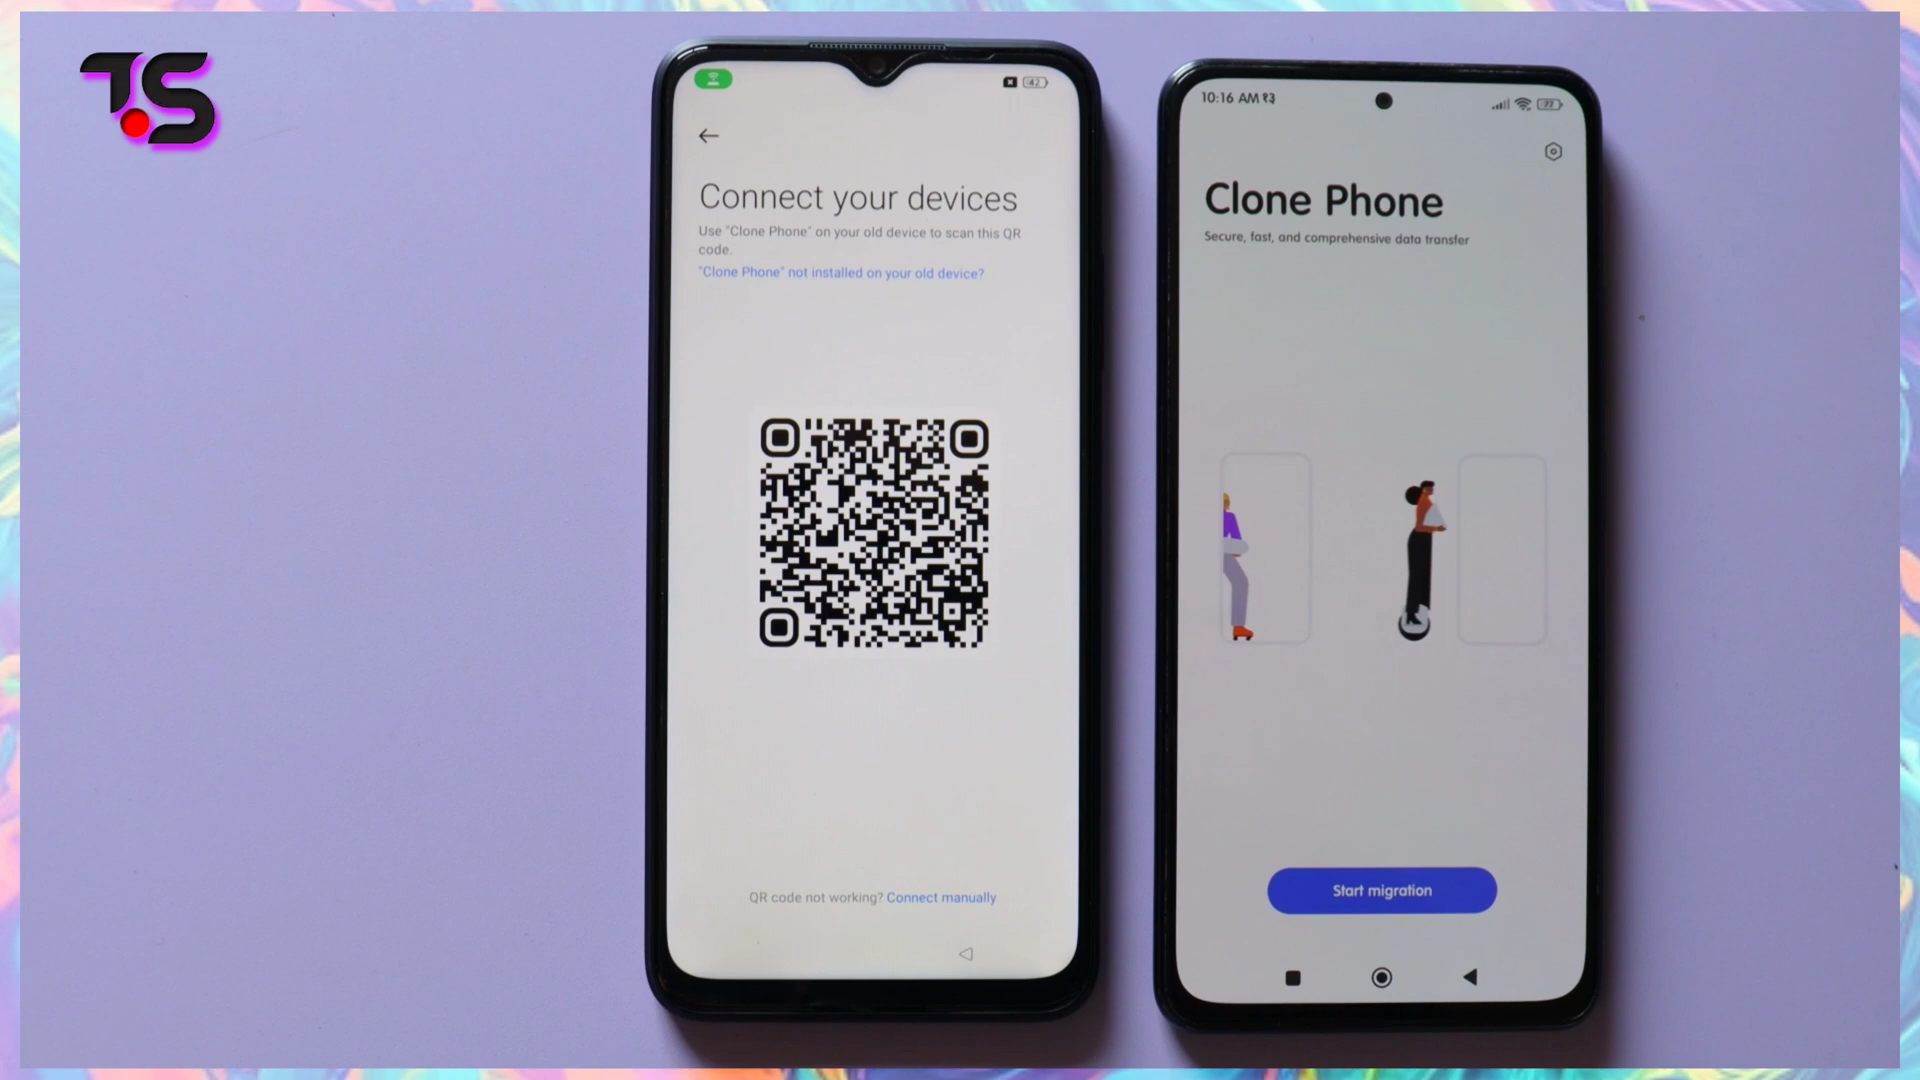 T.S
42
Connect your devices
Use "Clone Phone" on your old device to scan this QR
code.
"Clone Phone" not installed on your old device?
QR code not working? Connect manually
10:16 AM
77
Clone Phone
Secure, fast, and comprehensive data transfer
Start migration